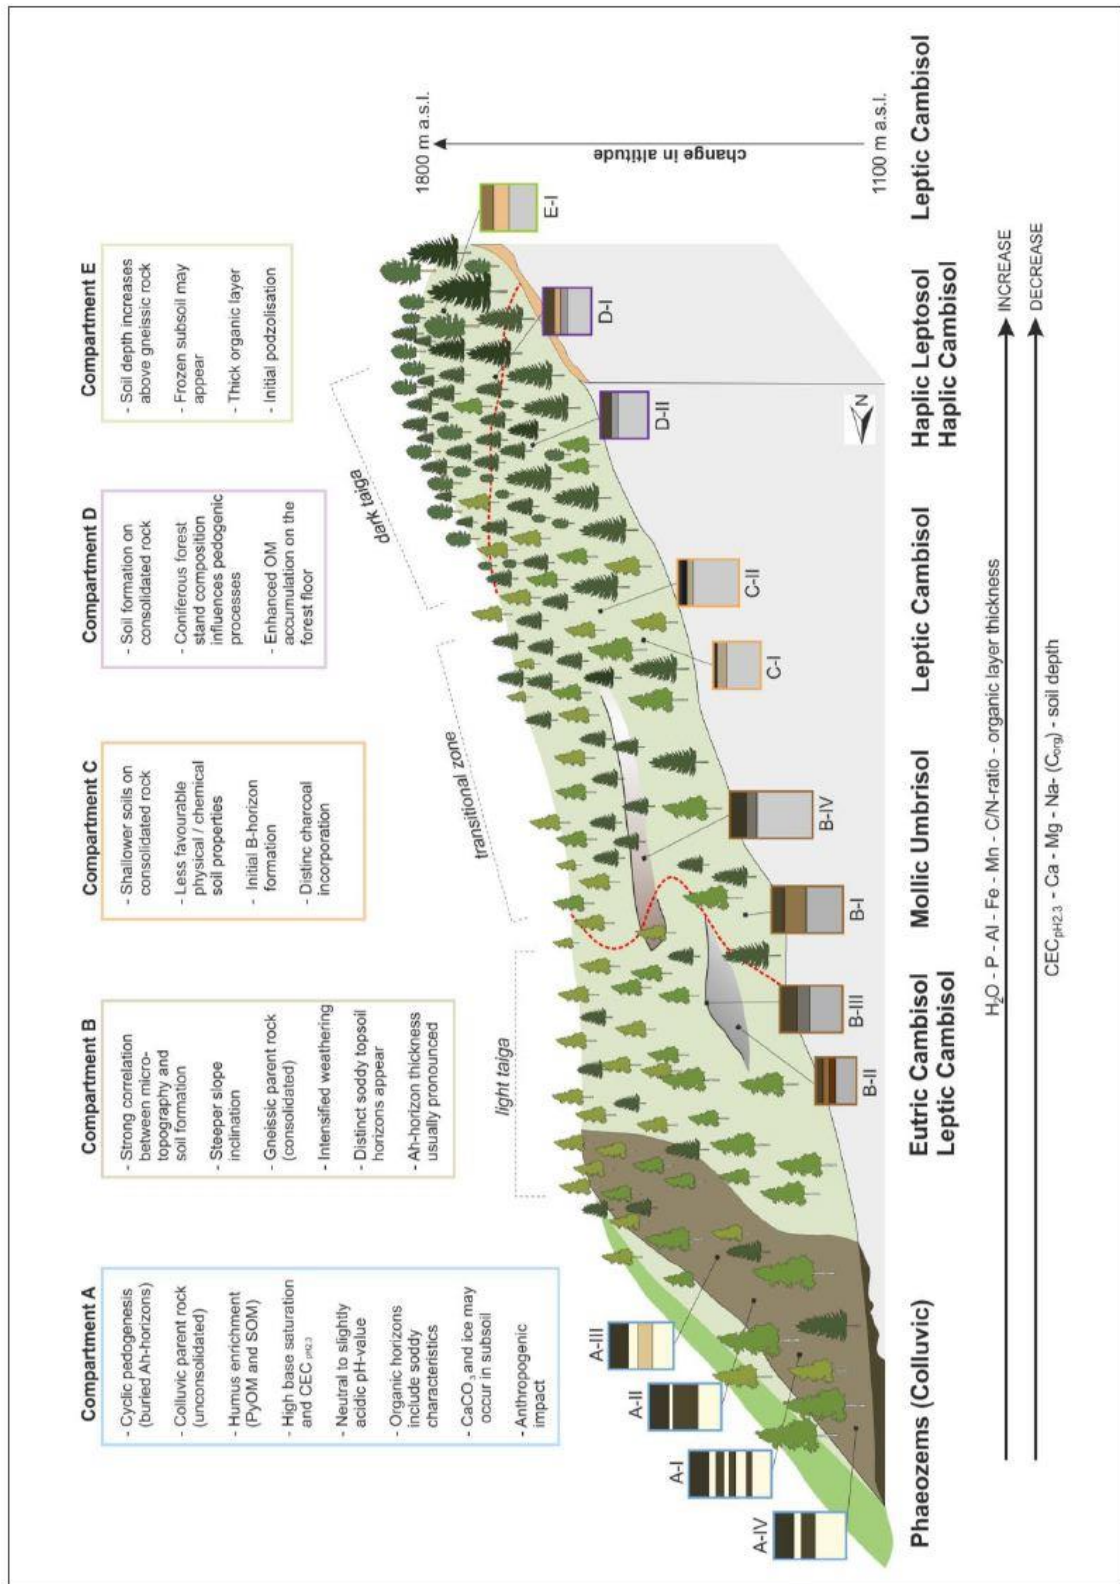 Compartment A
- Cyclic pedogenesis
(buried Ah-horizons)
- Colluvic parent rock
(unconsolidated)
- Humus enrichment
(PyOM and SOM)
- High base saturation
and CEC pH2.3
- Neutral to slightly
acidic pH-value
- Organic horizons
include soddy
characteristics
- CaCO3 and ice may
occur in subsoil
- Anthropogenic
impact
Compartment B
- Strong correlation
between micro-
topography and
soil formation
- Steeper slope
inclination
- Gneissic parent rock
(consolidated)
- Intensified weathering
- Distinct soddy topsoil
horizons appear
- Ah-horizon thickness
usually pronounced
Compartment C
- Shallower soils on
consolidated rock
- Less favourable
physical / chemical
soil properties
- Initial B-horizon
formation
- Distinc charcoal
incorporation
Compartment D
- Soil formation on
consolidated rock
- Coniferous forest
stand composition
influences pedogenic
processes
- Enhanced OM
accumulation on the
forest floor
Compartment E
- Soil depth increases
above gneissic rock
- Frozen subsoil may
appear
- Thick organic layer
- Initial podzolisation
light taiga
transitional zone
dark taiga
1800 m a.s.l.
change in altitude
1100 m a.s.l.
A-IV
A-I
A-II
A-III
B-II
B-III
B-I
B-IV
C-I
C-II
D-II
D-I
E-I
N
Phaeozems (Colluvic)
Eutric Cambisol
Leptic Cambisol
Mollic Umbrisol
Leptic Cambisol
Haplic Leptosol
Haplic Cambisol
Leptic Cambisol
H2O - P - Al - Fe - Mn - C/N-ratio - organic layer thickness
INCREASE
CECpH2.3 - Ca - Mg - Na- (Corg) - soil depth
DECREASE